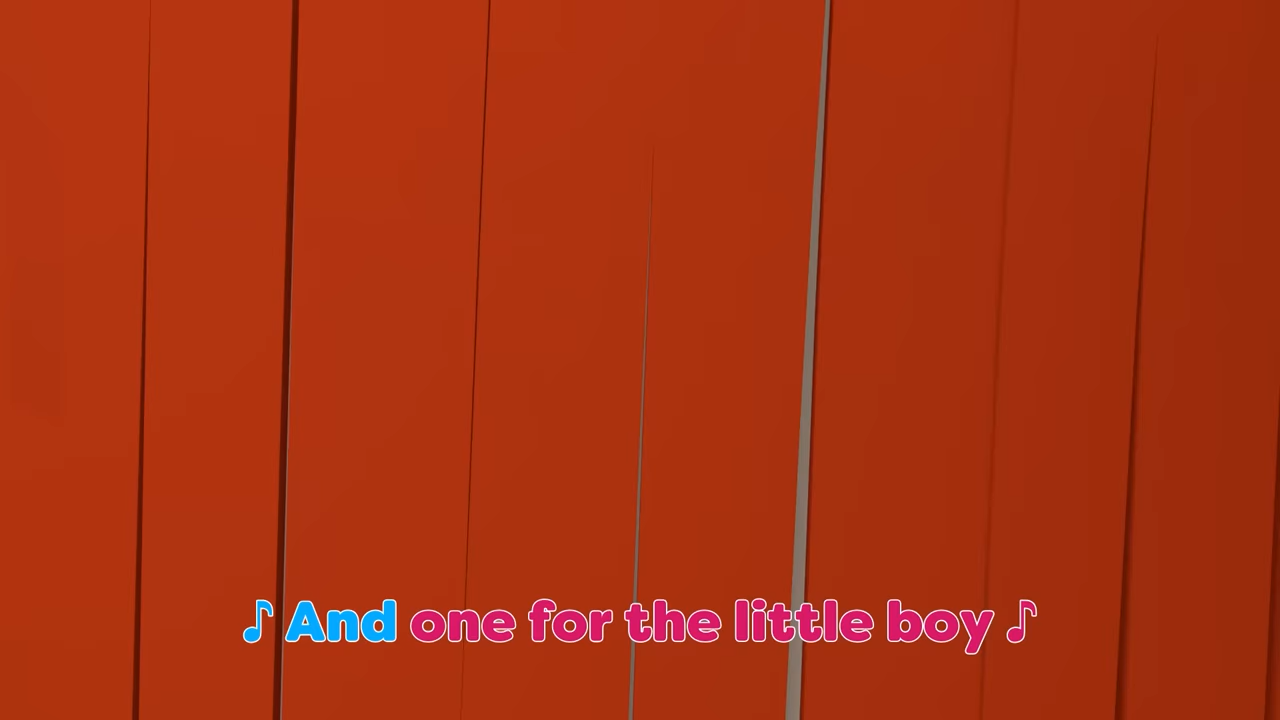 ♪ And one for the little boy ♪